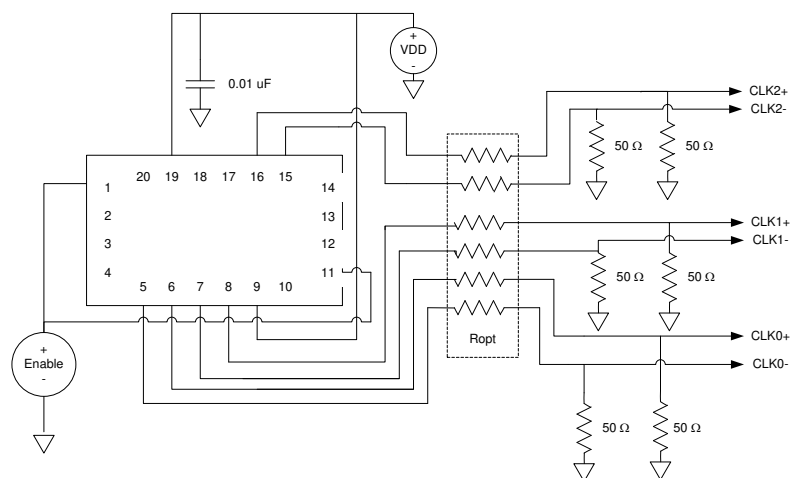 +
VDD
-
0.01 uF
CLK2+
CLK2-
50 Ω
50 Ω
20 19 18 17 16 15
1
14
2
13
3
12
4
11
5 6 7 8 9 10
CLK1+
CLK1-
50 Ω
50 Ω
Ropt
+
Enable
-
CLK0+
CLK0-
50 Ω
50 Ω